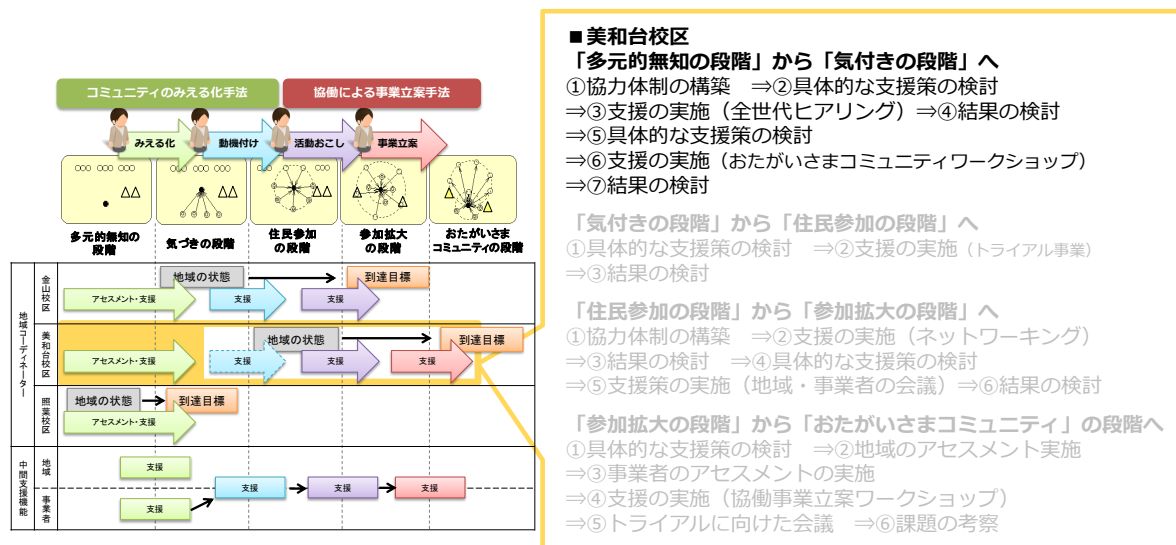 コミュニティのみえる化手法
協働による事業立案手法
みえる化
動機付け
活動おこし
事業立案
多元的無知の
段階
気づきの段階
住民参加
の段階
参加拡大
の段階
おたがいさま
コミュニティの段階
地域コーディネーター
金山校区
地域の状態
到達目標
アセスメント・支援
支援
支援
美和台校区
地域の状態
到達目標
アセスメント・支援
支援
支援
支援
照葉校区
地域の状態
到達目標
アセスメント・支援
中間支援機能
地域
支援
事業者
支援
支援
支援
支援
■美和台校区
「多元的無知の段階」から「気付きの段階」へ
①協力体制の構築　⇒②具体的な支援策の検討
⇒③支援の実施（全世代ヒアリング）⇒④結果の検討
⇒⑤具体的な支援策の検討
⇒⑥支援の実施（おたがいさまコミュニティワークショップ）
⇒⑦結果の検討
「気付きの段階」から「住民参加の段階」へ
①具体的な支援策の検討　⇒②支援の実施（トライアル事業）
⇒③結果の検討
「住民参加の段階」から「参加拡大の段階」へ
①協力体制の構築　⇒②支援の実施（ネットワーキング）
⇒③結果の検討　⇒④具体的な支援策の検討
⇒⑤支援策の実施（地域・事業者の会議）⇒⑥結果の検討
「参加拡大の段階」から「おたがいさまコミュニティ」の段階へ
①具体的な支援策の検討　⇒②地域のアセスメント実施
⇒③事業者のアセスメントの実施
⇒④支援の実施（協働事業立案ワークショップ）
⇒⑤トライアルに向けた会議　⇒⑥課題の考察